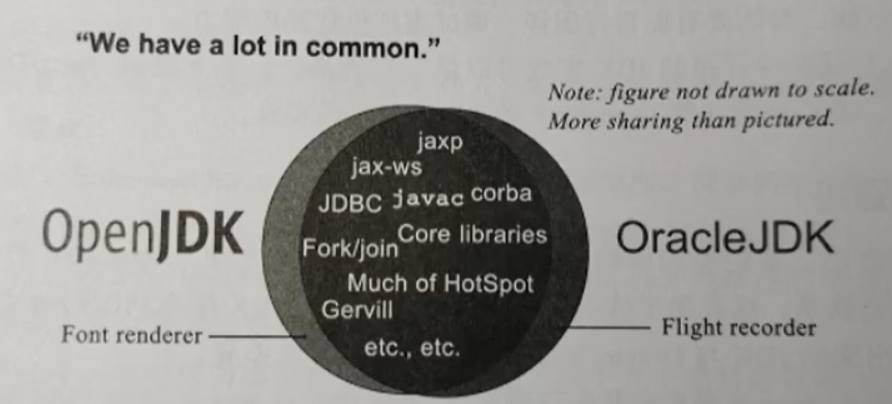 “We have a lot in common.”
Note: figure not drawn to scale.
More sharing than pictured.
jaxp
jax-ws
JDBC javac corba
OpenJDK
Fork/join Core libraries
OracleJDK
Much of HotSpot
Gervill
Font renderer
Flight recorder
etc., etc.